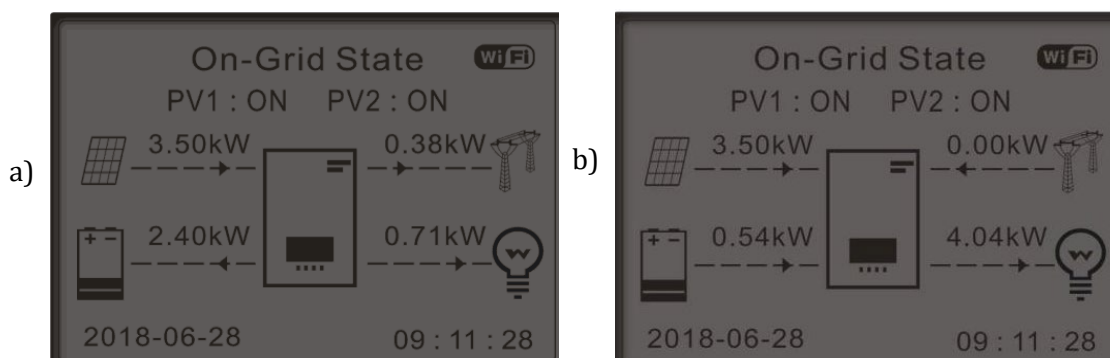 a)
On-Grid State WiFi
PV1 : ON PV2 : ON
3.50kW 0.38kW
+ −
2.40kW 0.71kW
2018-06-28 09 : 11 : 28
b)
On-Grid State WiFi
PV1 : ON PV2 : ON
3.50kW 0.00kW
+ −
0.54kW 4.04kW
2018-06-28 09 : 11 : 28